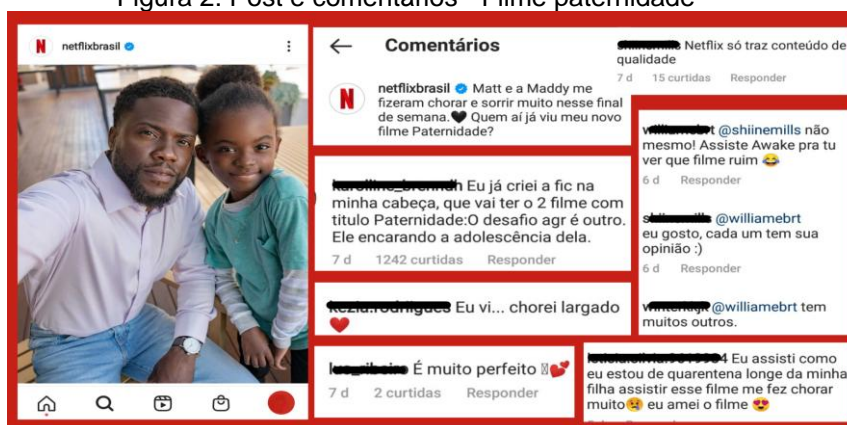 Figura 2. Post e comentários - Filme paternidade
N netflixbrasil
Comentários
N
netflixbrasil Matt e a Maddy me
fizeram chorar e sorrir muito nesse final
de semana.🖤 Quem aí já viu meu novo
filme Paternidade?
Eu já criei a fic na
minha cabeça, que vai ter o 2 filme com
titulo Paternidade:O desafio agr é outro.
Ele encarando a adolescência dela.
7 d 1242 curtidas Responder
Eu vi... chorei largado
❤️
É muito perfeito 💕
7 d 2 curtidas Responder
Netflix só traz conteúdo de
qualidade
7 d 15 curtidas Responder
@shiinemills não
mesmo! Assiste Awake pra tu
ver que filme ruim 😂
6 d Responder
@williamebrt
eu gosto, cada um tem sua
opinião :)
6 d Responder
@williamebrt tem
muitos outros.
4 Eu assisti como
eu estou de quarentena longe da minha
filha assistir esse filme me fez chorar
muito😢 eu amei o filme 😍